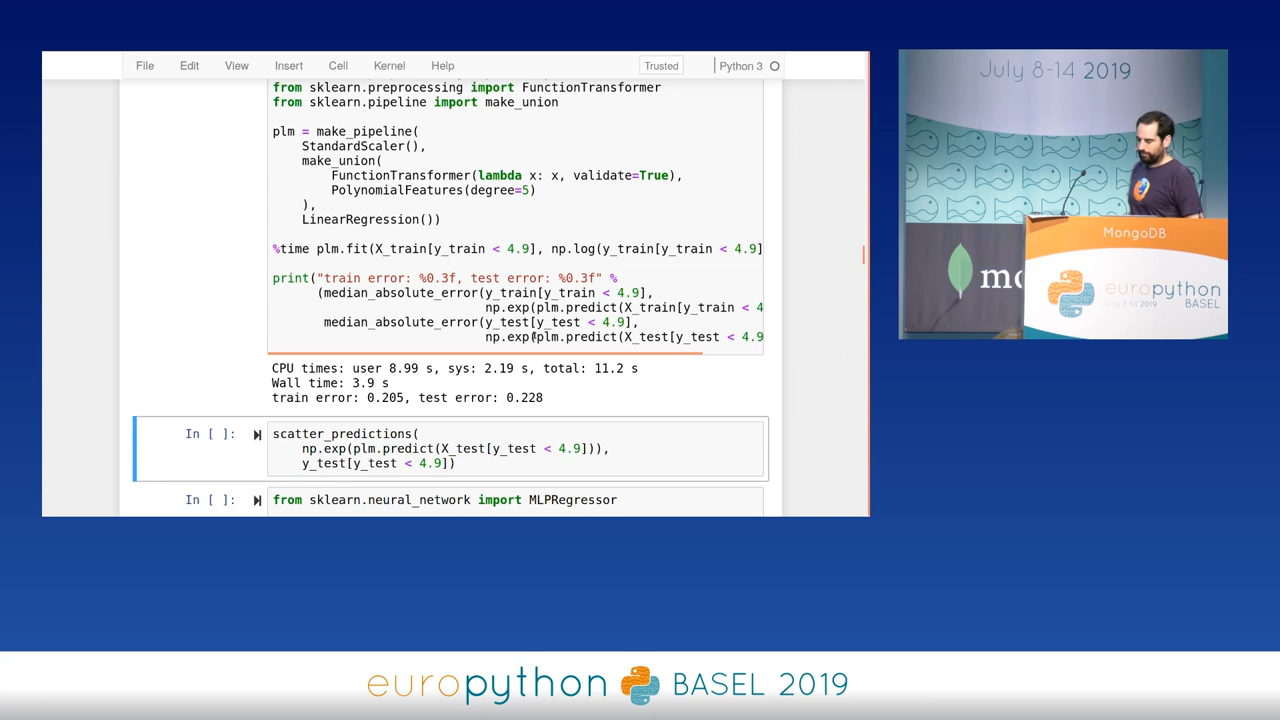 File Edit View Insert Cell Kernel Help Trusted Python 3
from sklearn.preprocessing import FunctionTransformer
from sklearn.pipeline import make_union
plm = make_pipeline(
StandardScaler(),
make_union(
FunctionTransformer(lambda x: x, validate=True),
PolynomialFeatures(degree=5)
),
LinearRegression())
%time plm.fit(X_train[y_train < 4.9], np.log(y_train[y_train < 4.9]
print("train error: %0.3f, test error: %0.3f" %
(median_absolute_error(y_train[y_train < 4.9],
np.exp(plm.predict(X_train[y_train < 4
median_absolute_error(y_test[y_test < 4.9],
np.exp(plm.predict(X_test[y_test < 4.9
CPU times: user 8.99 s, sys: 2.19 s, total: 11.2 s
Wall time: 3.9 s
train error: 0.205, test error: 0.228
In [ ]: scatter_predictions(
np.exp(plm.predict(X_test[y_test < 4.9])),
y_test[y_test < 4.9])
In [ ]: from sklearn.neural_network import MLPRegressor
July 8-14 2019
MongoDB
europython
July 8-14 2019 BASEL
europython BASEL 2019